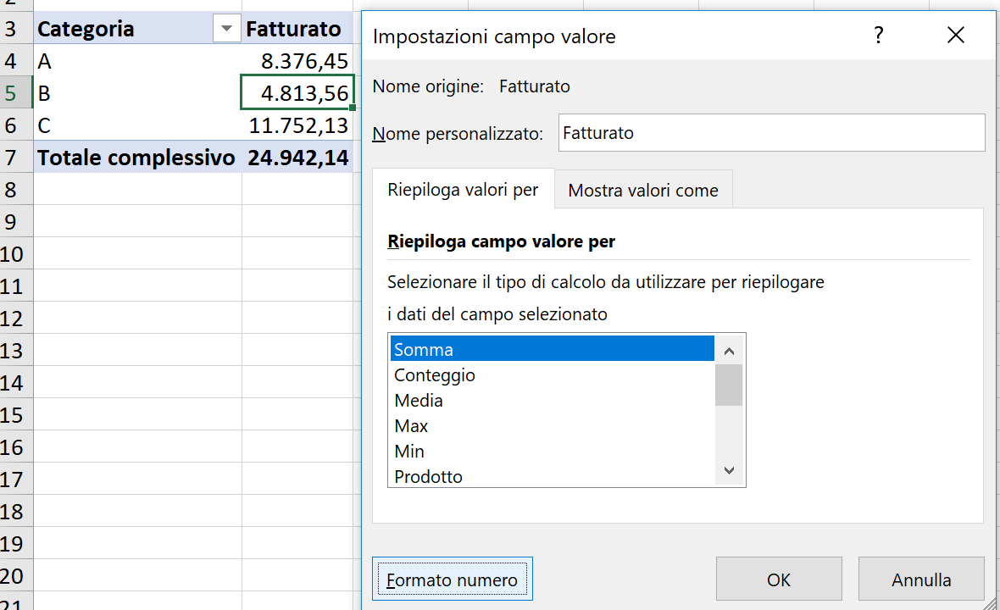 2
3 Categoria Fatturato
4 A 8.376,45
5 B 4.813,56
6 C 11.752,13
7 Totale complessivo 24.942,14
8
9
10
11
12
13
14
15
16
17
18
19
20
21
Impostazioni campo valore ?
Nome origine: Fatturato
Nome personalizzato: Fatturato
Riepiloga valori per Mostra valori come
Riepiloga campo valore per
Selezionare il tipo di calcolo da utilizzare per riepilogare
i dati del campo selezionato
Somma
Conteggio
Media
Max
Min
Prodotto
Formato numero OK Annulla